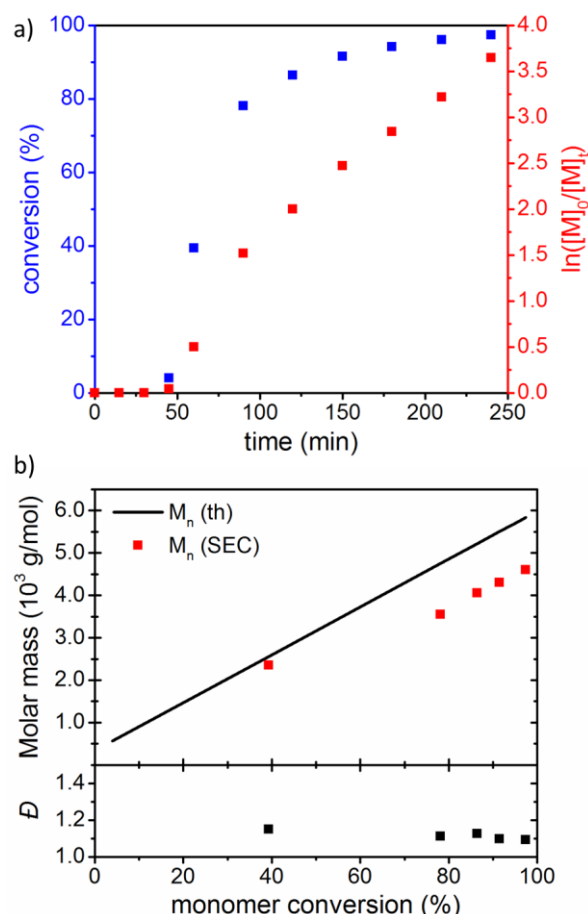 a)
100
80
60
40
20
0
conversion (%)
4.0
3.5
3.0
2.5
2.0
1.5
1.0
0.5
0.0
ln([M]0/[M]t)
0 50 100 150 200 250
time (min)
b)
6.0
5.0
4.0
3.0
2.0
1.0
Molar mass (10³ g/mol)
Mn (th)
Mn (SEC)
1.4
1.2
1.0
Đ
0 20 40 60 80 100
monomer conversion (%)